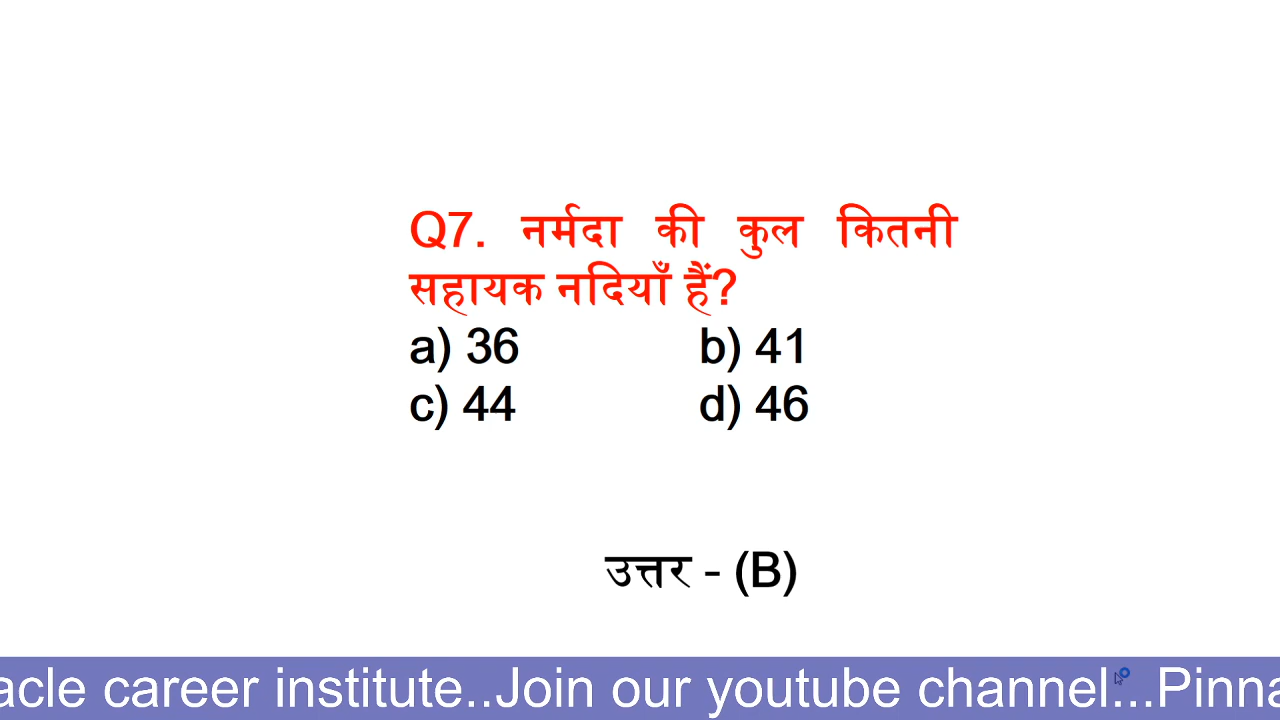 Q7. नर्मदा की कुल कितनी
सहायक नदियाँ हैं?
a) 36 b) 41
c) 44 d) 46
उत्तर - (B)
acle career institute..Join our youtube channel...Pinna